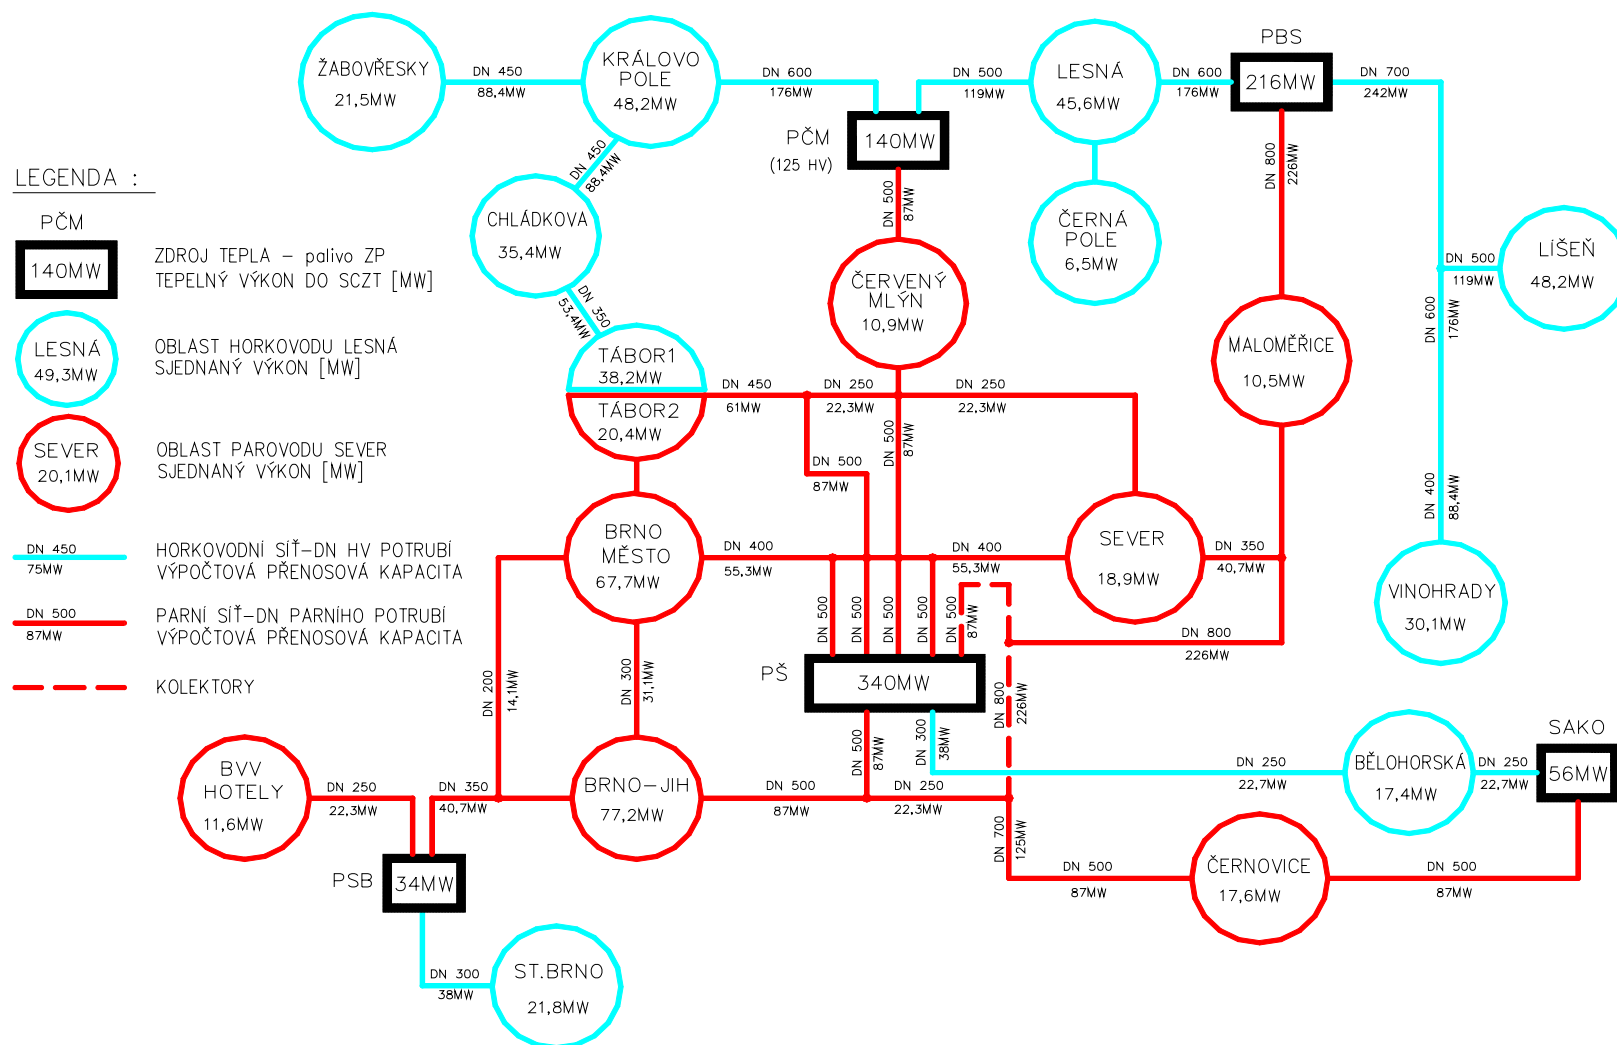 ŽABOVŘESKY
21,5MW
DN 450
88,4MW
KRÁLOVO
POLE
48,2MW
DN 600
176MW
DN 500
119MW
LESNÁ
45,6MW
DN 600
176MW
PBS
216MW
DN 700
242MW
PČM
(125 HV)
140MW
DN 450
88,4MW
DN 500
87MW
DN 800
226MW
CHLÁDKOVA
35,4MW
ČERNÁ
POLE
6,5MW
DN 500
119MW
LÍŠEŇ
48,2MW
DN 600
176MW
LEGENDA :
PČM
140MW
ZDROJ TEPLA – palivo ZP
TEPELNÝ VÝKON DO SCZT [MW]
LESNÁ
49,3MW
OBLAST HORKOVODU LESNÁ
SJEDNANÝ VÝKON [MW]
SEVER
20,1MW
OBLAST PAROVODU SEVER
SJEDNANÝ VÝKON [MW]
DN 450
75MW
HORKOVODNÍ SÍŤ–DN HV POTRUBÍ
VÝPOČTOVÁ PŘENOSOVÁ KAPACITA
DN 500
87MW
PARNÍ SÍŤ–DN PARNÍHO POTRUBÍ
VÝPOČTOVÁ PŘENOSOVÁ KAPACITA
KOLEKTORY
DN 350
53,4MW
ČERVENÝ
MLÝN
10,9MW
MALOMĚŘICE
10,5MW
TÁBOR1
38,2MW
TÁBOR2
20,4MW
DN 450
61MW
DN 250
22,3MW
DN 250
22,3MW
DN 500
87MW
DN 500
87MW
DN 400
88,4MW
BRNO
MĚSTO
67,7MW
DN 400
55,3MW
DN 400
55,3MW
SEVER
18,9MW
DN 350
40,7MW
VINOHRADY
30,1MW
DN 500
DN 500
DN 500
DN 500
DN 500
87MW
DN 800
226MW
PŠ
340MW
DN 200
14,1MW
DN 300
31,1MW
DN 800
226MW
DN 500
87MW
DN 300
38MW
BVV
HOTELY
11,6MW
DN 250
22,3MW
DN 350
40,7MW
BRNO–JIH
77,2MW
DN 500
87MW
DN 250
22,3MW
DN 250
22,7MW
BĚLOHORSKÁ
17,4MW
DN 250
22,7MW
SAKO
56MW
DN 700
125MW
PSB
34MW
DN 500
87MW
ČERNOVICE
17,6MW
DN 500
87MW
DN 300
38MW
ST.BRNO
21,8MW